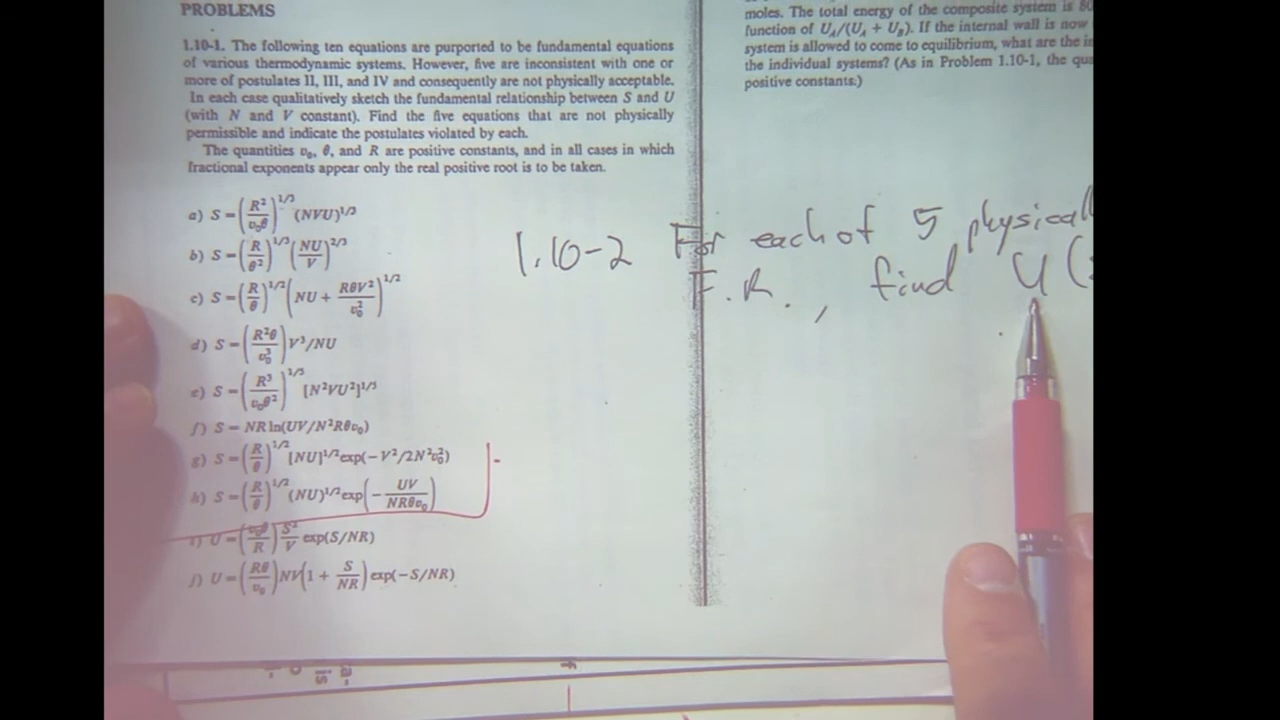 PROBLEMS
1.10-1. The following ten equations are purported to be fundamental equations
of various thermodynamic systems. However, five are inconsistent with one or
more of postulates II, III, and IV and consequently are not physically acceptable.
In each case qualitatively sketch the fundamental relationship between S and U
(with N and V constant). Find the five equations that are not physically
permissible and indicate the postulates violated by each.
The quantities v₀, θ, and R are positive constants, and in all cases in which
fractional exponents appear only the real positive root is to be taken.
a) S = (R²/v₀θ)^1/3 (NVU)^1/3
b) S = (R/θ²)^1/3 (NU/V)^2/3
c) S = (R/θ)^1/2 (NU + RθV²/v₀²)^1/2
d) S = (R²θ/v₀³) V³/NU
e) S = (R³/v₀θ²)^1/5 [N²VU²]^1/5
f) S = NR ln(UV/N²Rθv₀)
g) S = (R/θ)^1/2 [NU]^1/2 exp(-V²/2N²v₀²)
h) S = (R/θ)^1/2 (NU)^1/2 exp(-UV/NRθv₀)
i) U = (v₀θ/R) S²/V exp(S/NR)
j) U = (Rθ/v₀) NV(1 + S/NR) exp(-S/NR)
moles. The total energy of the composite system is 80
function of U_A/(U_A + U_B). If the internal wall is now
system is allowed to come to equilibrium, what are the
the individual systems? (As in Problem 1.10-1, the
positive constants.)
1.10-2 For each of 5 physical
F.R., find U(